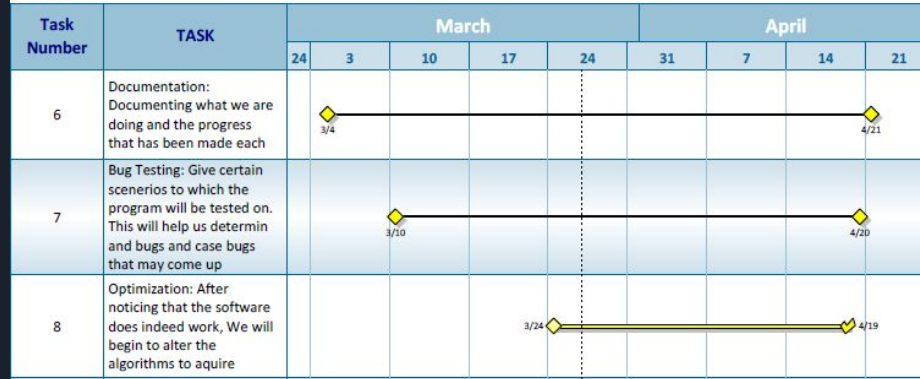 Task Number
TASK
March
April
24 3 10 17 24 31 7 14 21
6
Documentation:
Documenting what we are
doing and the progress
that has been made each
3/4
4/21
7
Bug Testing: Give certain
scenerios to which the
program will be tested on.
This will help us determin
and bugs and case bugs
that may come up
3/10
4/20
8
Optimization: After
noticing that the software
does indeed work, We will
begin to alter the
algorithms to aquire
3/24
4/19